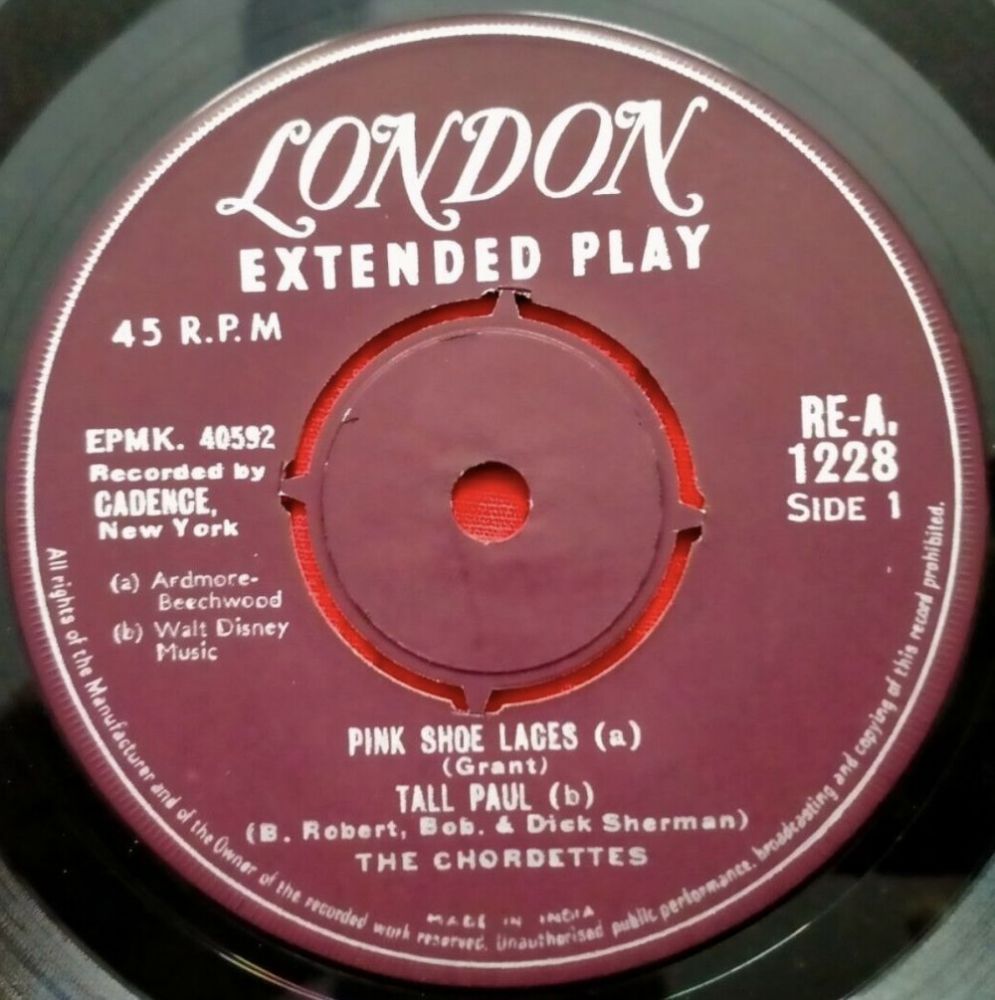 LONDON
EXTENDED PLAY
45 R.P.M
EPMK. 40592
Recorded by
CADENCE,
New York
(a) Ardmore-
Beechwood
(b) Walt Disney
Music
RE-A.
1228
SIDE 1
PINK SHOE LACES (a)
(Grant)
TALL PAUL (b)
(B. Robert, Bob. & Dick Sherman)
THE CHORDETTES
MADE IN INDIA
All rights of the Manufacturer and of the Owner of the recorded work reserved. Unauthorised public performance, broadcasting and copying of this record prohibited.